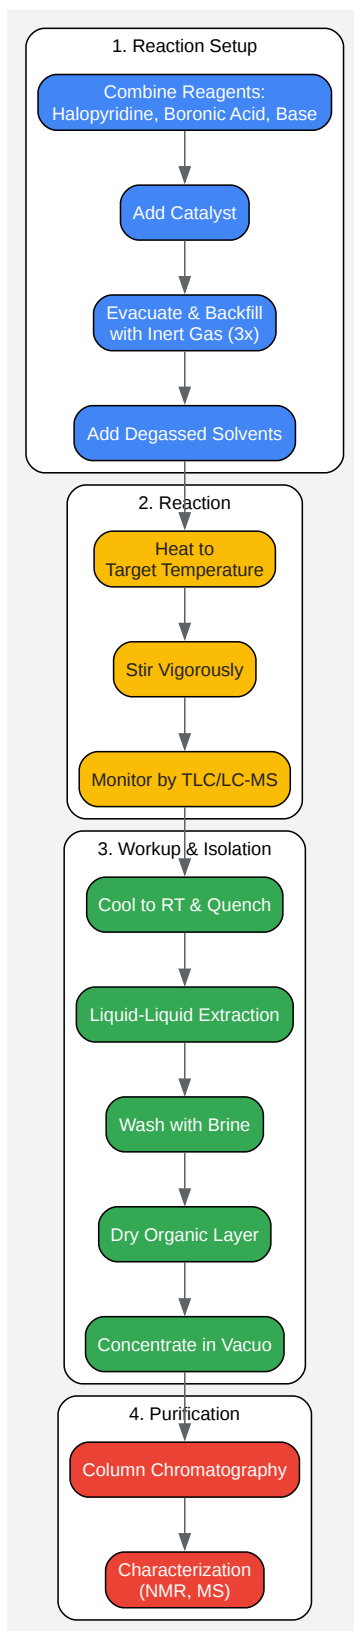 1. Reaction Setup
Combine Reagents:
Halopyridine, Boronic Acid, Base
Add Catalyst
Evacuate & Backfill
with Inert Gas (3x)
Add Degassed Solvents
2. Reaction
Heat to
Target Temperature
Stir Vigorously
Monitor by TLC/LC-MS
3. Workup & Isolation
Cool to RT & Quench
Liquid-Liquid Extraction
Wash with Brine
Dry Organic Layer
Concentrate in Vacuo
4. Purification
Column Chromatography
Characterization
(NMR, MS)